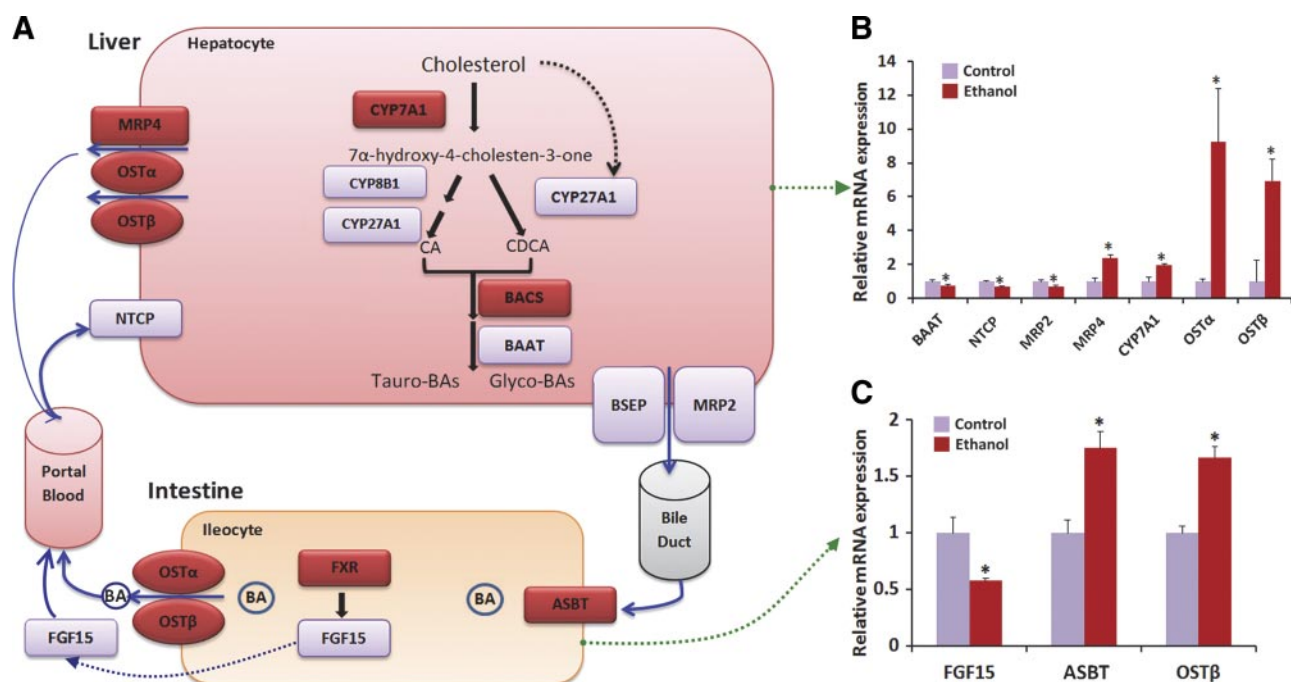 A
Liver
Hepatocyte
Cholesterol
CYP7A1
MRP4
7α-hydroxy-4-cholesten-3-one
OSTα
CYP8B1
CYP27A1
OSTβ
CYP27A1
CA
CDCA
BACS
NTCP
BAAT
Tauro-BAs
Glyco-BAs
BSEP
MRP2
Portal
Blood
Intestine
Ileocyte
Bile
Duct
OSTα
FXR
BA
BA
BA
ASBT
OSTβ
FGF15
FGF15
B
Relative mRNA expression
14
12
10
8
6
4
2
0
Control
Ethanol
*
*
*
*
*
*
*
BAAT
NTCP
MRP2
MRP4
CYP7A1
OSTα
OSTβ
C
Relative mRNA expression
2
1.5
1
0.5
0
Control
Ethanol
*
*
*
FGF15
ASBT
OSTβ